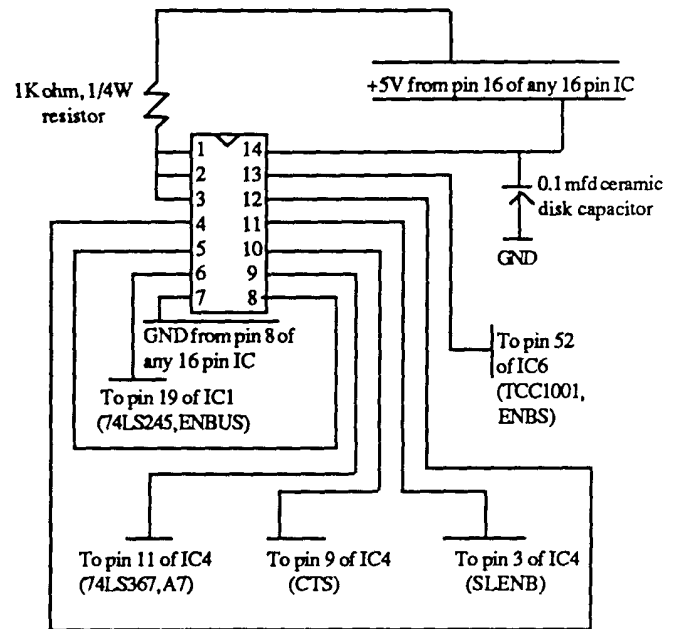 1K ohm, 1/4W
resistor
+5V from pin 16 of any 16 pin IC
1 14
2 13
3 12
4 11
5 10
6 9
7 8
0.1 mfd ceramic
disk capacitor
GND
GND from pin 8 of
any 16 pin IC
To pin 19 of IC1
(74LS245,ENBUS)
To pin 52
of IC6
(TCC1001,
ENBS)
To pin 11 of IC4
(74LS367,A7)
To pin 9 of IC4
(CTS)
To pin 3 of IC4
(SLENB)